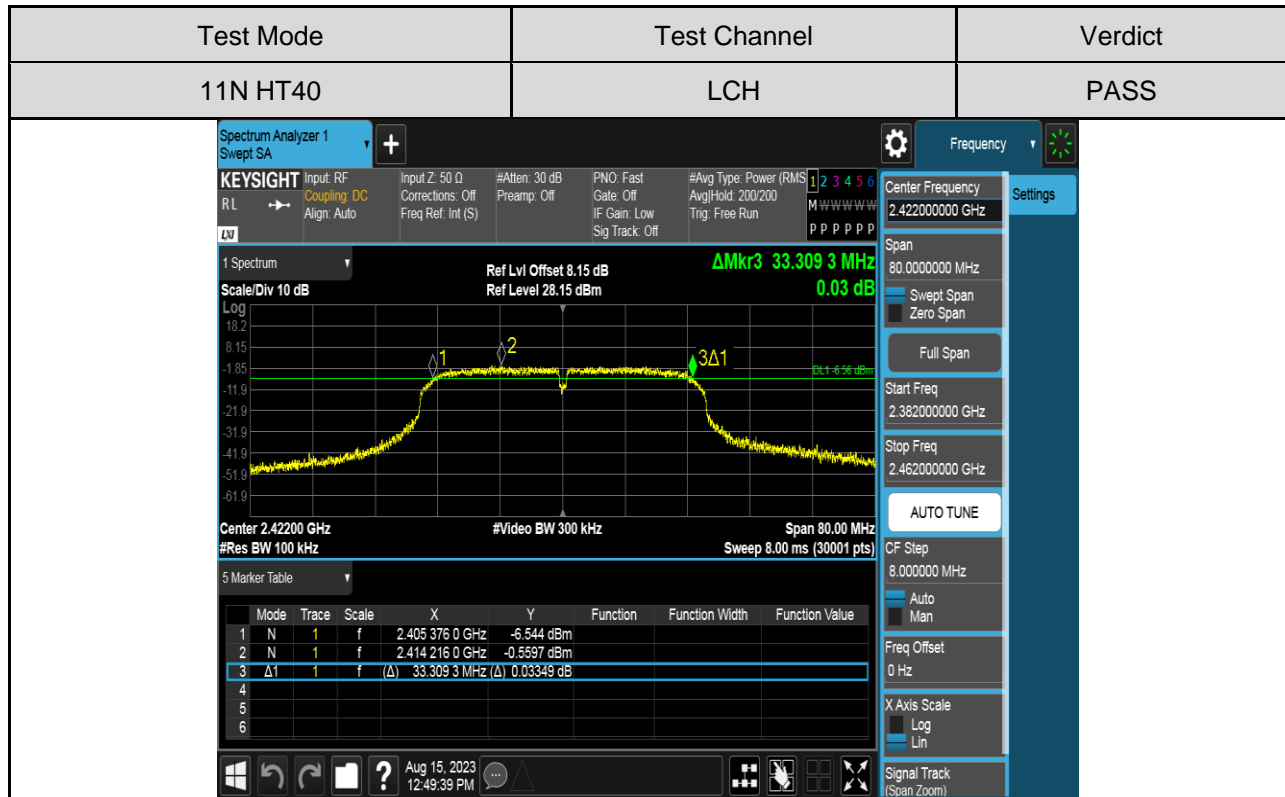 Test Mode Test Channel Verdict
11N HT40 LCH PASS
Spectrum Analyzer 1
Swept SA
+
Frequency
KEYSIGHT
RL
LXI
Input: RF
Coupling: DC
Align: Auto
Input Z: 50 Ω
Corrections: Off
Freq Ref: Int (S)
#Atten: 30 dB
Preamp: Off
PNO: Fast
Gate: Off
IF Gain: Low
Sig Track: Off
#Avg Type: Power (RMS
Avg|Hold: 200/200
Trig: Free Run
1 2 3 4 5 6
M W W W W W
P P P P P P
1 Spectrum
Scale/Div 10 dB
Ref Lvl Offset 8.15 dB
Ref Level 28.15 dBm
ΔMkr3 33.309 3 MHz
0.03 dB
Log
18.2
8.15
-1.85
-11.9
-21.9
-31.9
-41.9
-51.9
-61.9
1
2
3Δ1
DL1 -6.56 dBm
Center 2.42200 GHz #Video BW 300 kHz Span 80.00 MHz
#Res BW 100 kHz Sweep 8.00 ms (30001 pts)
5 Marker Table
Mode Trace Scale X Y Function Function Width Function Value
1 N 1 f 2.405 376 0 GHz -6.544 dBm
2 N 1 f 2.414 216 0 GHz -0.5597 dBm
3 Δ1 1 f (Δ) 33.309 3 MHz (Δ) 0.03349 dB
4
5
6
?
Aug 15, 2023
12:49:39 PM
Center Frequency
2.422000000 GHz
Settings
Span
80.0000000 MHz
Swept Span
Zero Span
Full Span
Start Freq
2.382000000 GHz
Stop Freq
2.462000000 GHz
AUTO TUNE
CF Step
8.000000 MHz
Auto
Man
Freq Offset
0 Hz
X Axis Scale
Log
Lin
Signal Track
(Span Zoom)